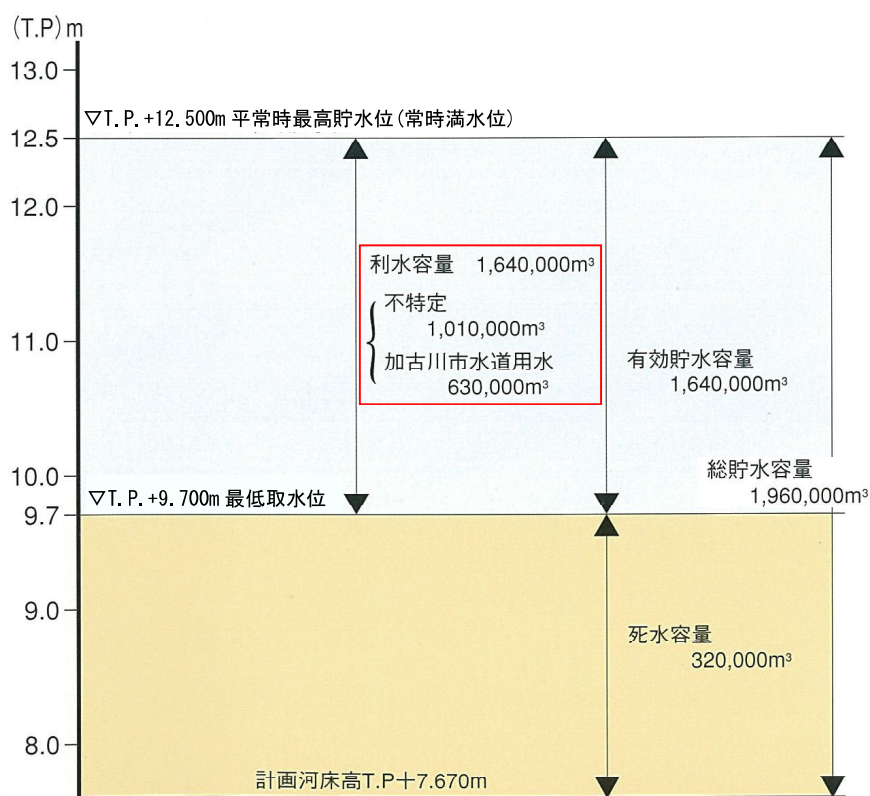 (T.P)m
13.0
▽T.P.+12.500m 平常時最高貯水位(常時満水位)
12.5
12.0
利水容量 1,640,000m³
不特定
1,010,000m³
11.0
加古川市水道用水
630,000m³
有効貯水容量
1,640,000m³
総貯水容量
1,960,000m³
10.0
▽T.P.+9.700m 最低取水位
9.7
9.0
死水容量
320,000m³
8.0
計画河床高T.P+7.670m